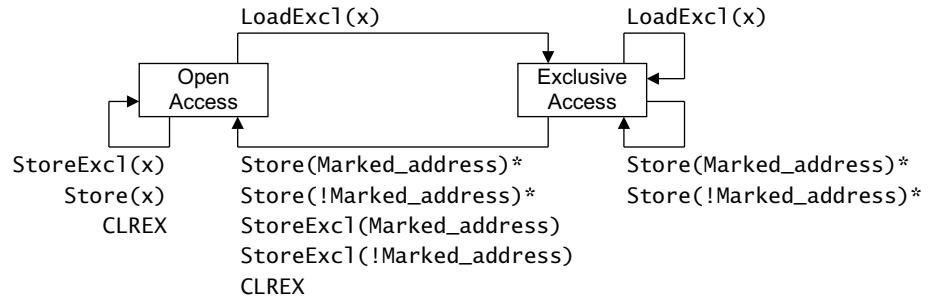 LoadExcl(x)
LoadExcl(x)
Open
Access
Exclusive
Access
StoreExcl(x)
Store(x)
CLREX
Store(Marked_address)*
Store(!Marked_address)*
StoreExcl(Marked_address)
StoreExcl(!Marked_address)
CLREX
Store(Marked_address)*
Store(!Marked_address)*